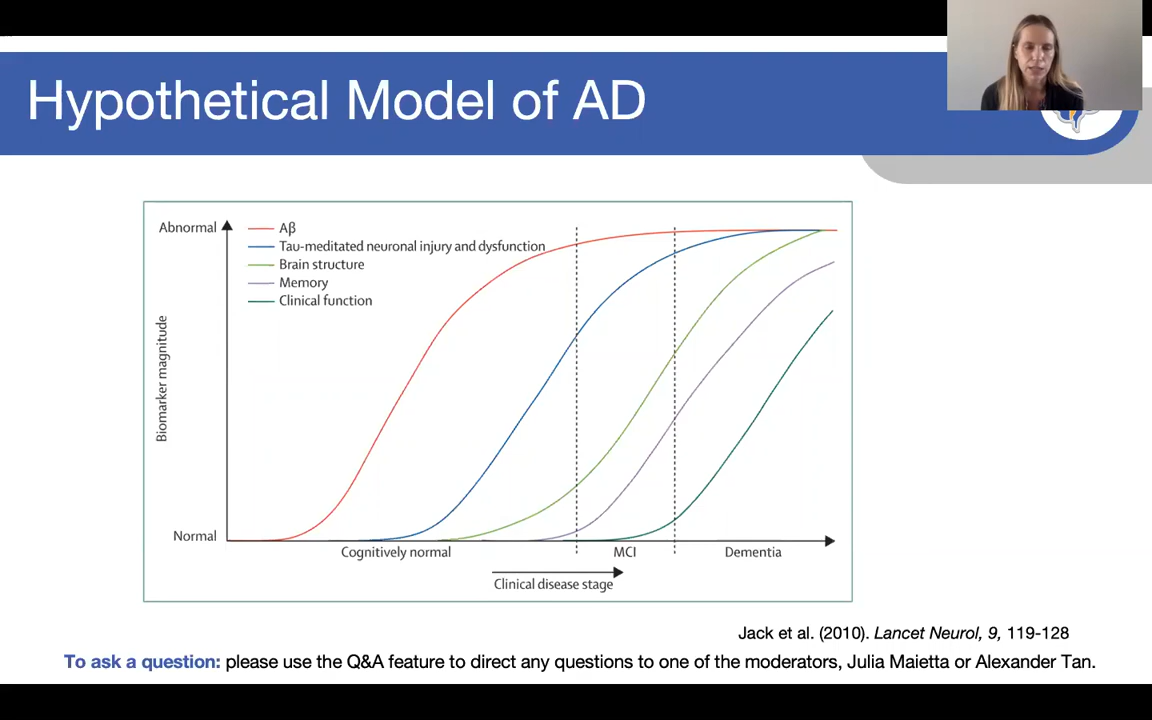 Hypothetical Model of AD
Abnormal
Aβ
Tau-meditated neuronal injury and dysfunction
Brain structure
Memory
Clinical function
Biomarker magnitude
Normal
Cognitively normal
MCI
Dementia
Clinical disease stage
Jack et al. (2010). Lancet Neurol, 9, 119-128
To ask a question: please use the Q&A feature to direct any questions to one of the moderators, Julia Maietta or Alexander Tan.